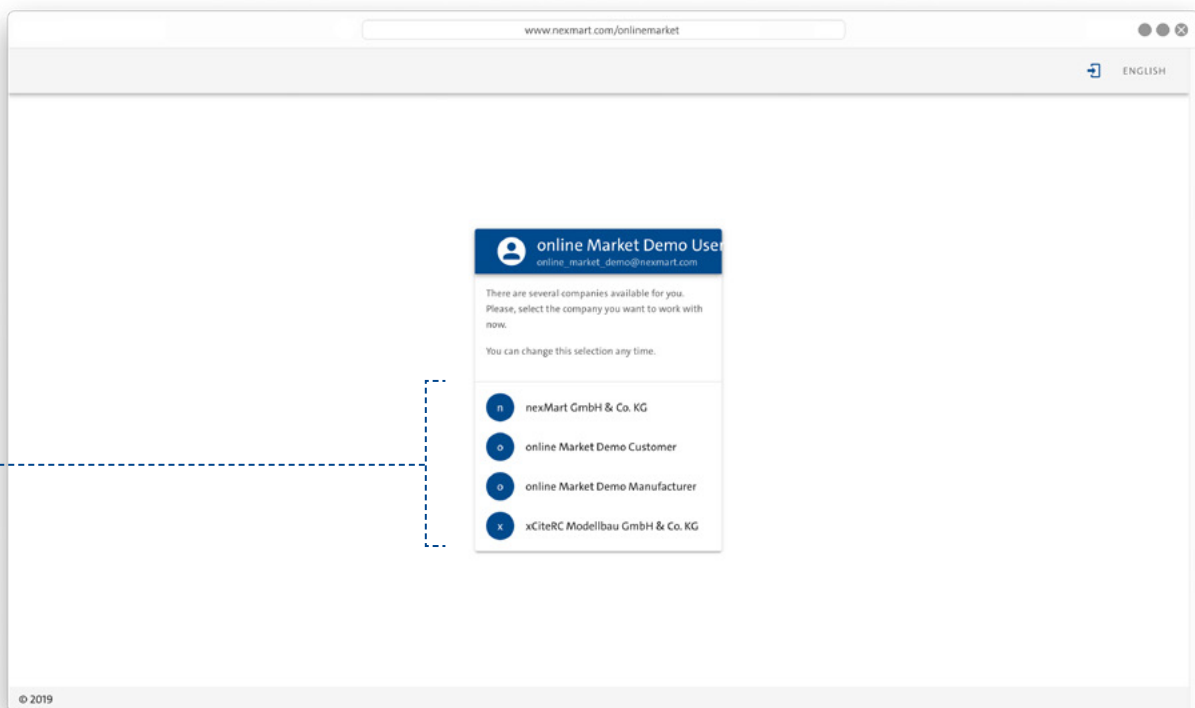 www.nexmart.com/onlinemarket
ENGLISH
online Market Demo User
online_market_demo@nexmart.com
There are several companies available for you.
Please, select the company you want to work with
now.
You can change this selection any time.
n nexMart GmbH & Co. KG
o online Market Demo Customer
o online Market Demo Manufacturer
x xCiteRC Modellbau GmbH & Co. KG
© 2019